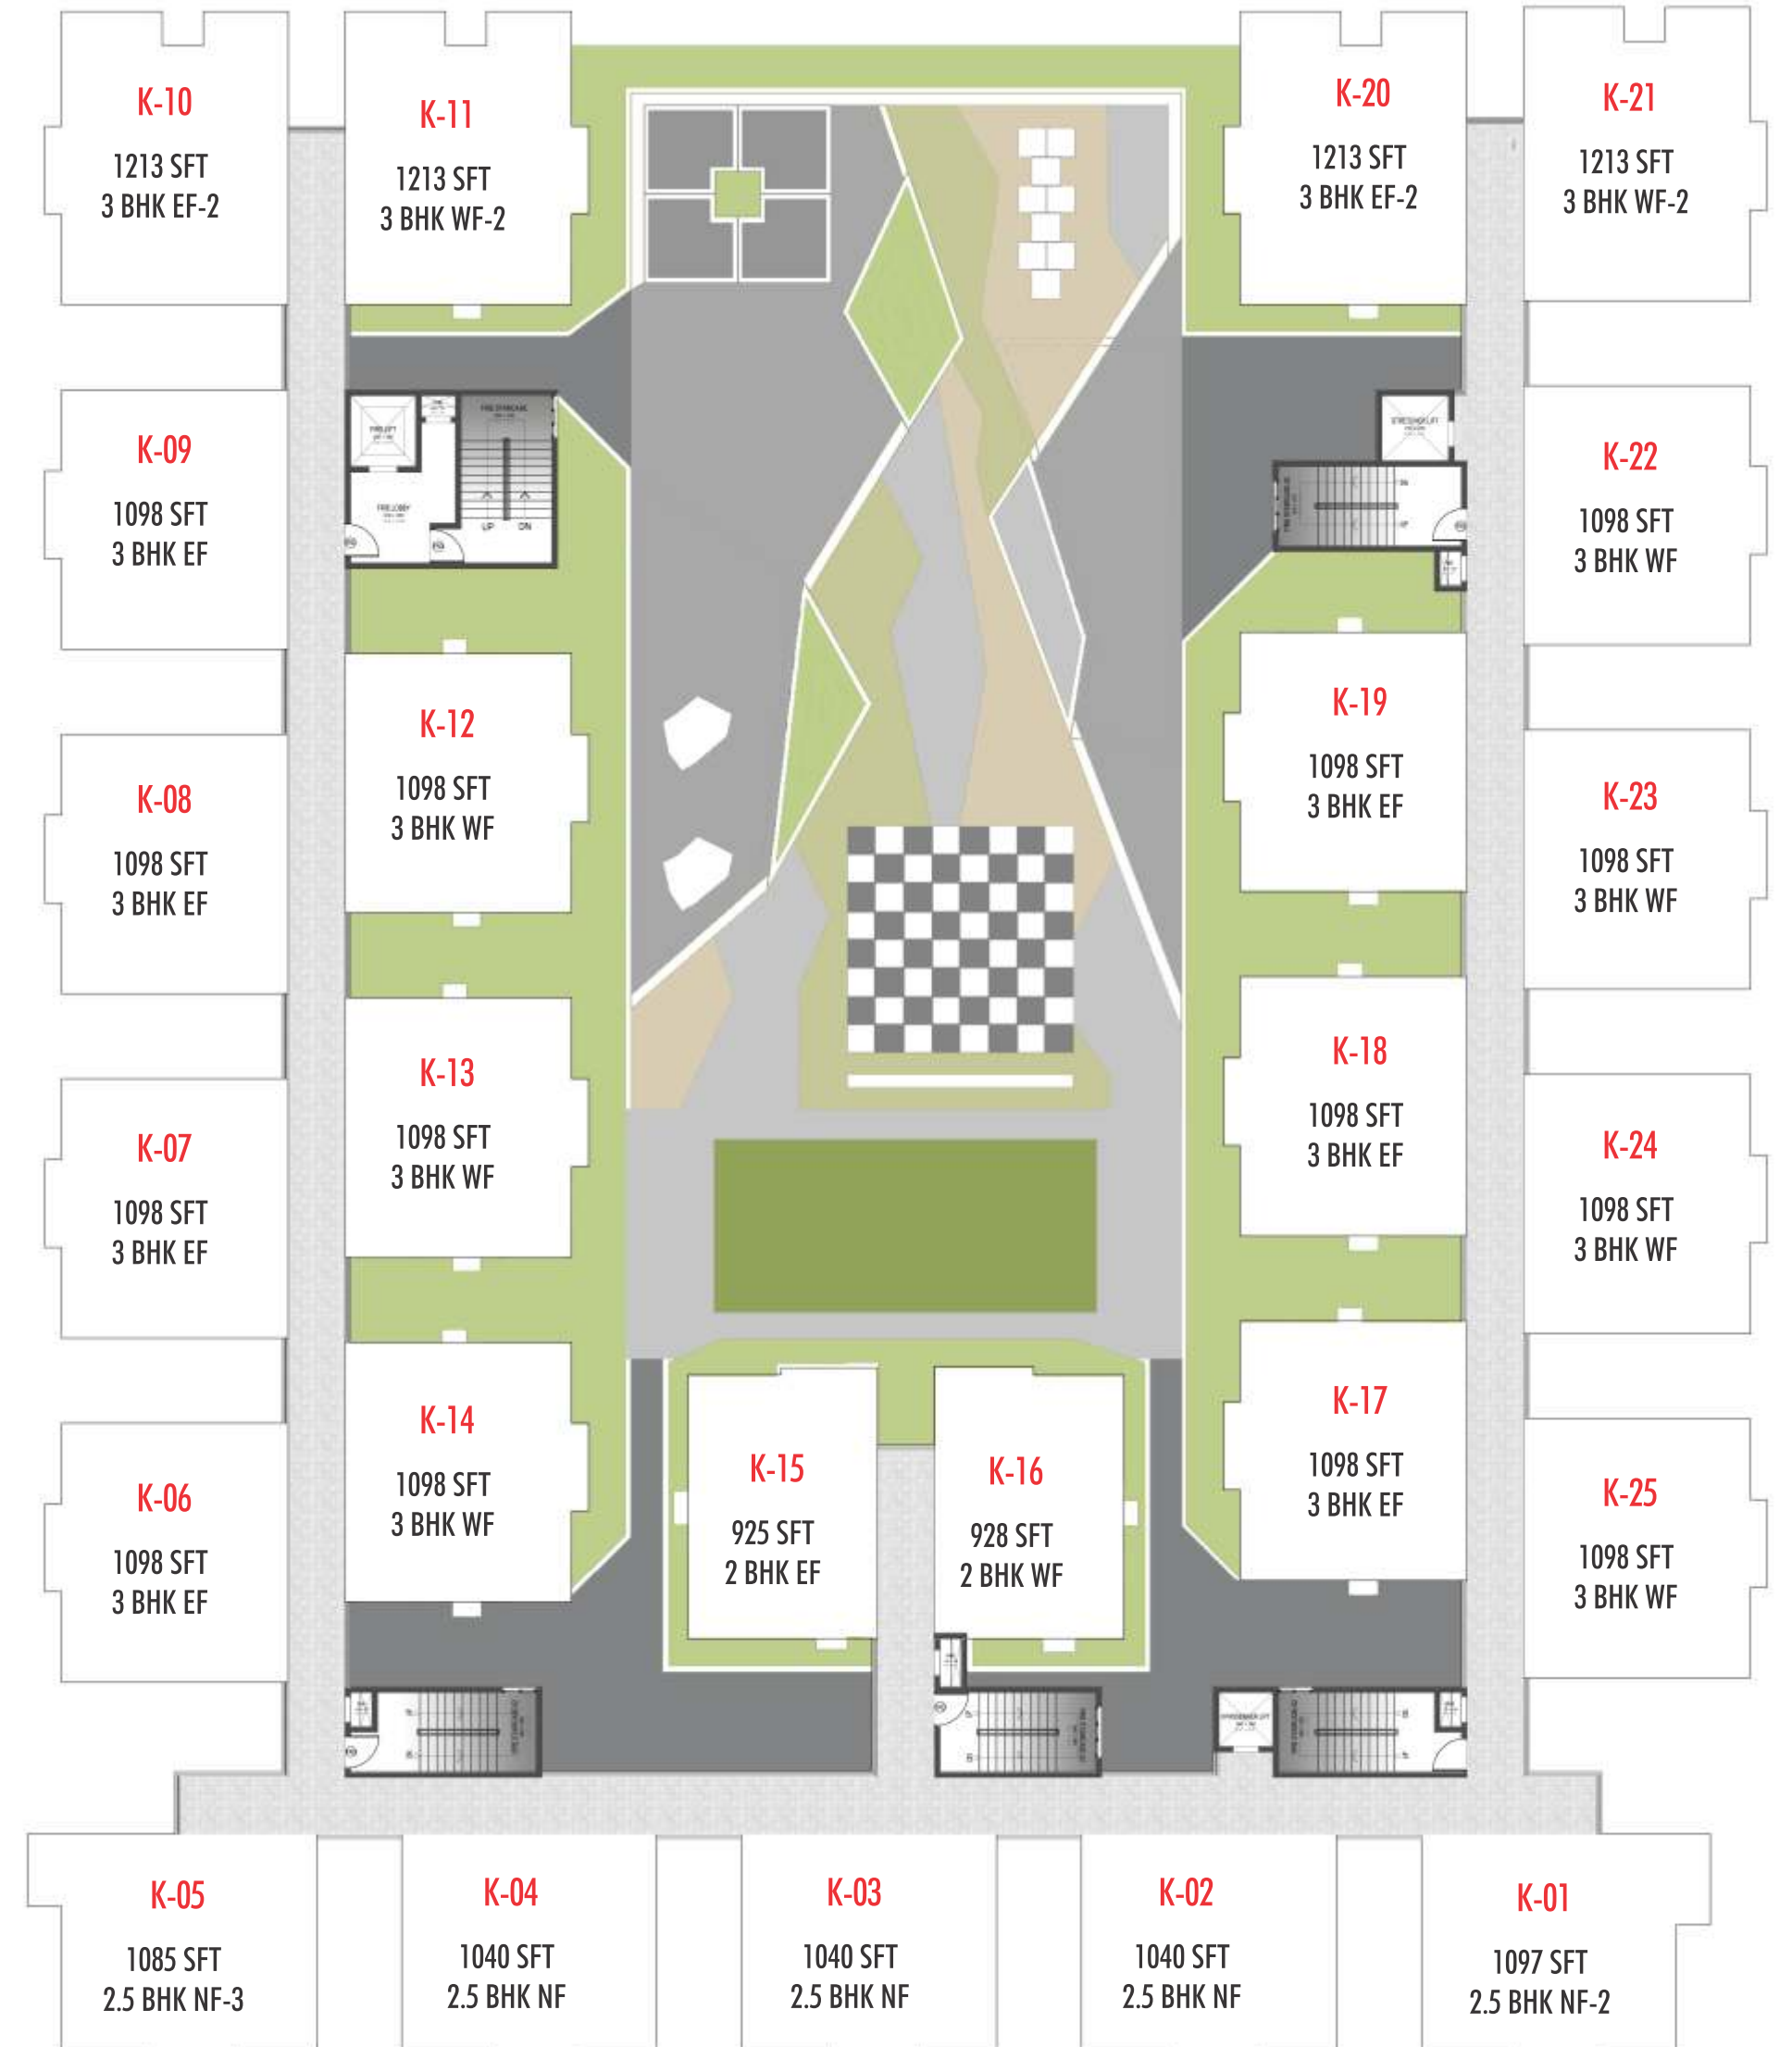 K-10
1213 SFT
3 BHK EF-2
K-11
1213 SFT
3 BHK WF-2
K-20
1213 SFT
3 BHK EF-2
K-21
1213 SFT
3 BHK WF-2
K-09
1098 SFT
3 BHK EF
FIRE LOBBY
UP
DN
K-22
1098 SFT
3 BHK WF
K-08
1098 SFT
3 BHK EF
K-12
1098 SFT
3 BHK WF
K-19
1098 SFT
3 BHK EF
K-23
1098 SFT
3 BHK WF
K-07
1098 SFT
3 BHK EF
K-13
1098 SFT
3 BHK WF
K-18
1098 SFT
3 BHK EF
K-24
1098 SFT
3 BHK WF
K-06
1098 SFT
3 BHK EF
K-14
1098 SFT
3 BHK WF
K-15
925 SFT
2 BHK EF
K-16
928 SFT
2 BHK WF
K-17
1098 SFT
3 BHK EF
K-25
1098 SFT
3 BHK WF
K-05
1085 SFT
2.5 BHK NF-3
K-04
1040 SFT
2.5 BHK NF
K-03
1040 SFT
2.5 BHK NF
K-02
1040 SFT
2.5 BHK NF
K-01
1097 SFT
2.5 BHK NF-2